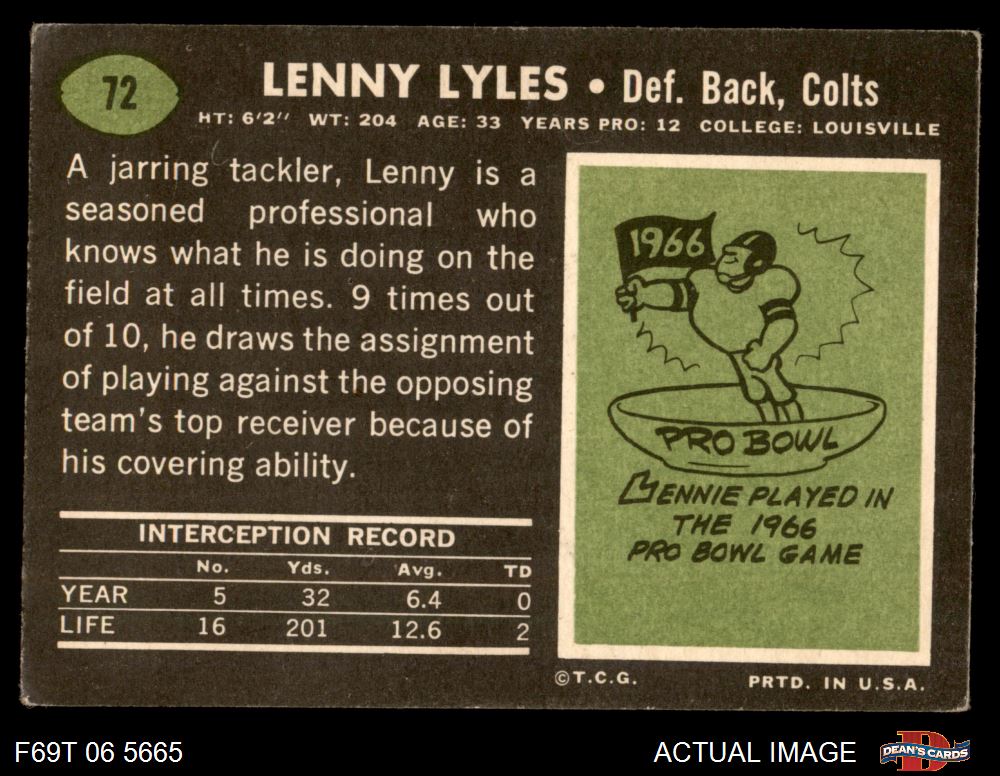 72
LENNY LYLES • Def. Back, Colts
HT: 6'2" WT: 204 AGE: 33 YEARS PRO: 12 COLLEGE: LOUISVILLE
A jarring tackler, Lenny is a
seasoned professional who
knows what he is doing on the
field at all times. 9 times out
of 10, he draws the assignment
of playing against the opposing
team's top receiver because of
his covering ability.
INTERCEPTION RECORD
No. Yds. Avg. TD
YEAR 5 32 6.4 0
LIFE 16 201 12.6 2
1966
PRO BOWL
LENNIE PLAYED IN
THE 1966
PRO BOWL GAME
©T.C.G. PRTD. IN U.S.A.
F69T 06 5665
ACTUAL IMAGE
D
DEAN'S CARDS